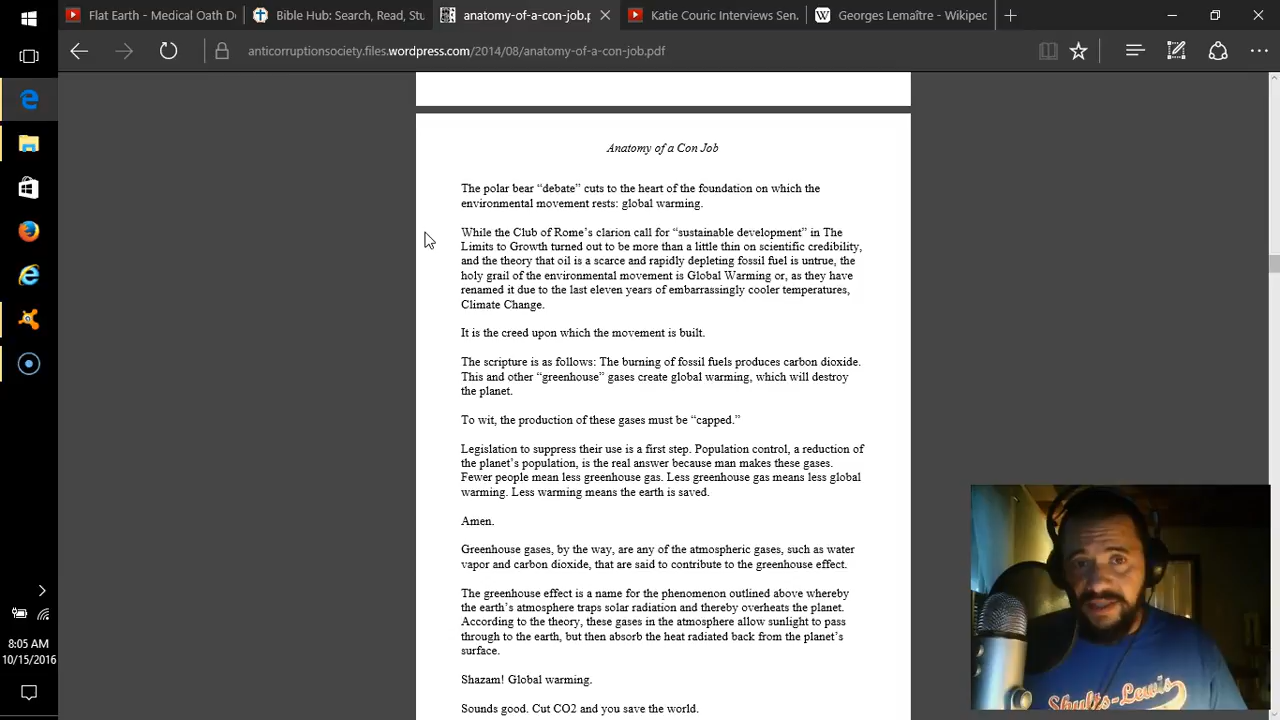 Flat Earth - Medical Oath D
Bible Hub: Search, Read, Stu
anatomy-of-a-con-job.p
Katie Couric Interviews Sen.
Georges Lemaître - Wikipec
anticorruptionsociety.files.wordpress.com/2014/08/anatomy-of-a-con-job.pdf
Anatomy of a Con Job
The polar bear “debate” cuts to the heart of the foundation on which the
environmental movement rests: global warming.
While the Club of Rome’s clarion call for “sustainable development” in The
Limits to Growth turned out to be more than a little thin on scientific credibility,
and the theory that oil is a scarce and rapidly depleting fossil fuel is untrue, the
holy grail of the environmental movement is Global Warming or, as they have
renamed it due to the last eleven years of embarrassingly cooler temperatures,
Climate Change.
It is the creed upon which the movement is built.
The scripture is as follows: The burning of fossil fuels produces carbon dioxide.
This and other “greenhouse” gases create global warming, which will destroy
the planet.
To wit, the production of these gases must be “capped.”
Legislation to suppress their use is a first step. Population control, a reduction of
the planet’s population, is the real answer because man makes these gases.
Fewer people mean less greenhouse gas. Less greenhouse gas means less global
warming. Less warming means the earth is saved.
Amen.
Greenhouse gases, by the way, are any of the atmospheric gases, such as water
vapor and carbon dioxide, that are said to contribute to the greenhouse effect.
The greenhouse effect is a name for the phenomenon outlined above whereby
the earth’s atmosphere traps solar radiation and thereby overheats the planet.
According to the theory, these gases in the atmosphere allow sunlight to pass
through to the earth, but then absorb the heat radiated back from the planet’s
surface.
Shazam! Global warming.
Sounds good. Cut CO2 and you save the world.
8:05 AM
10/15/2016
Shults-Lewis